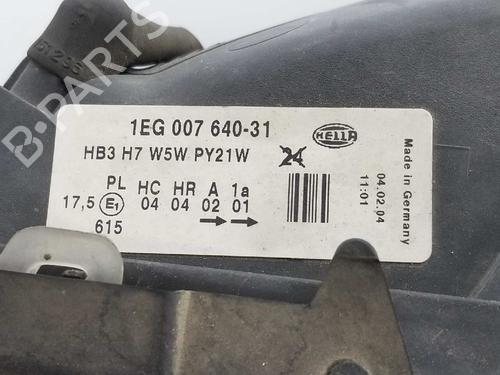 1EG 007 640-31
HELLA
HB3 H7 W5W PY21W
24
PL HC HR A 1a
17,5 E1 04 04 02 01
615
Made in Germany
04.02.04
11:01
B-PARTS